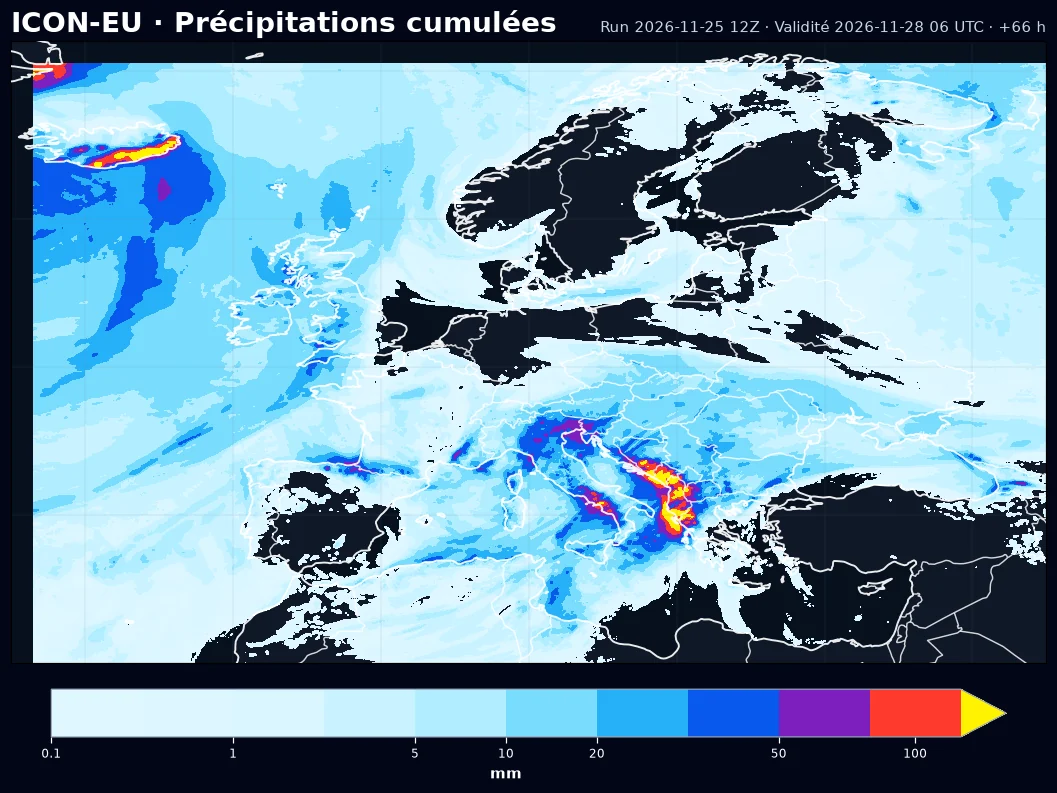 ICON-EU · Précipitations cumulées
Run 2026-11-25 12Z · Validité 2026-11-28 06 UTC · +66 h
0.1 1 5 10 20 50 100
mm